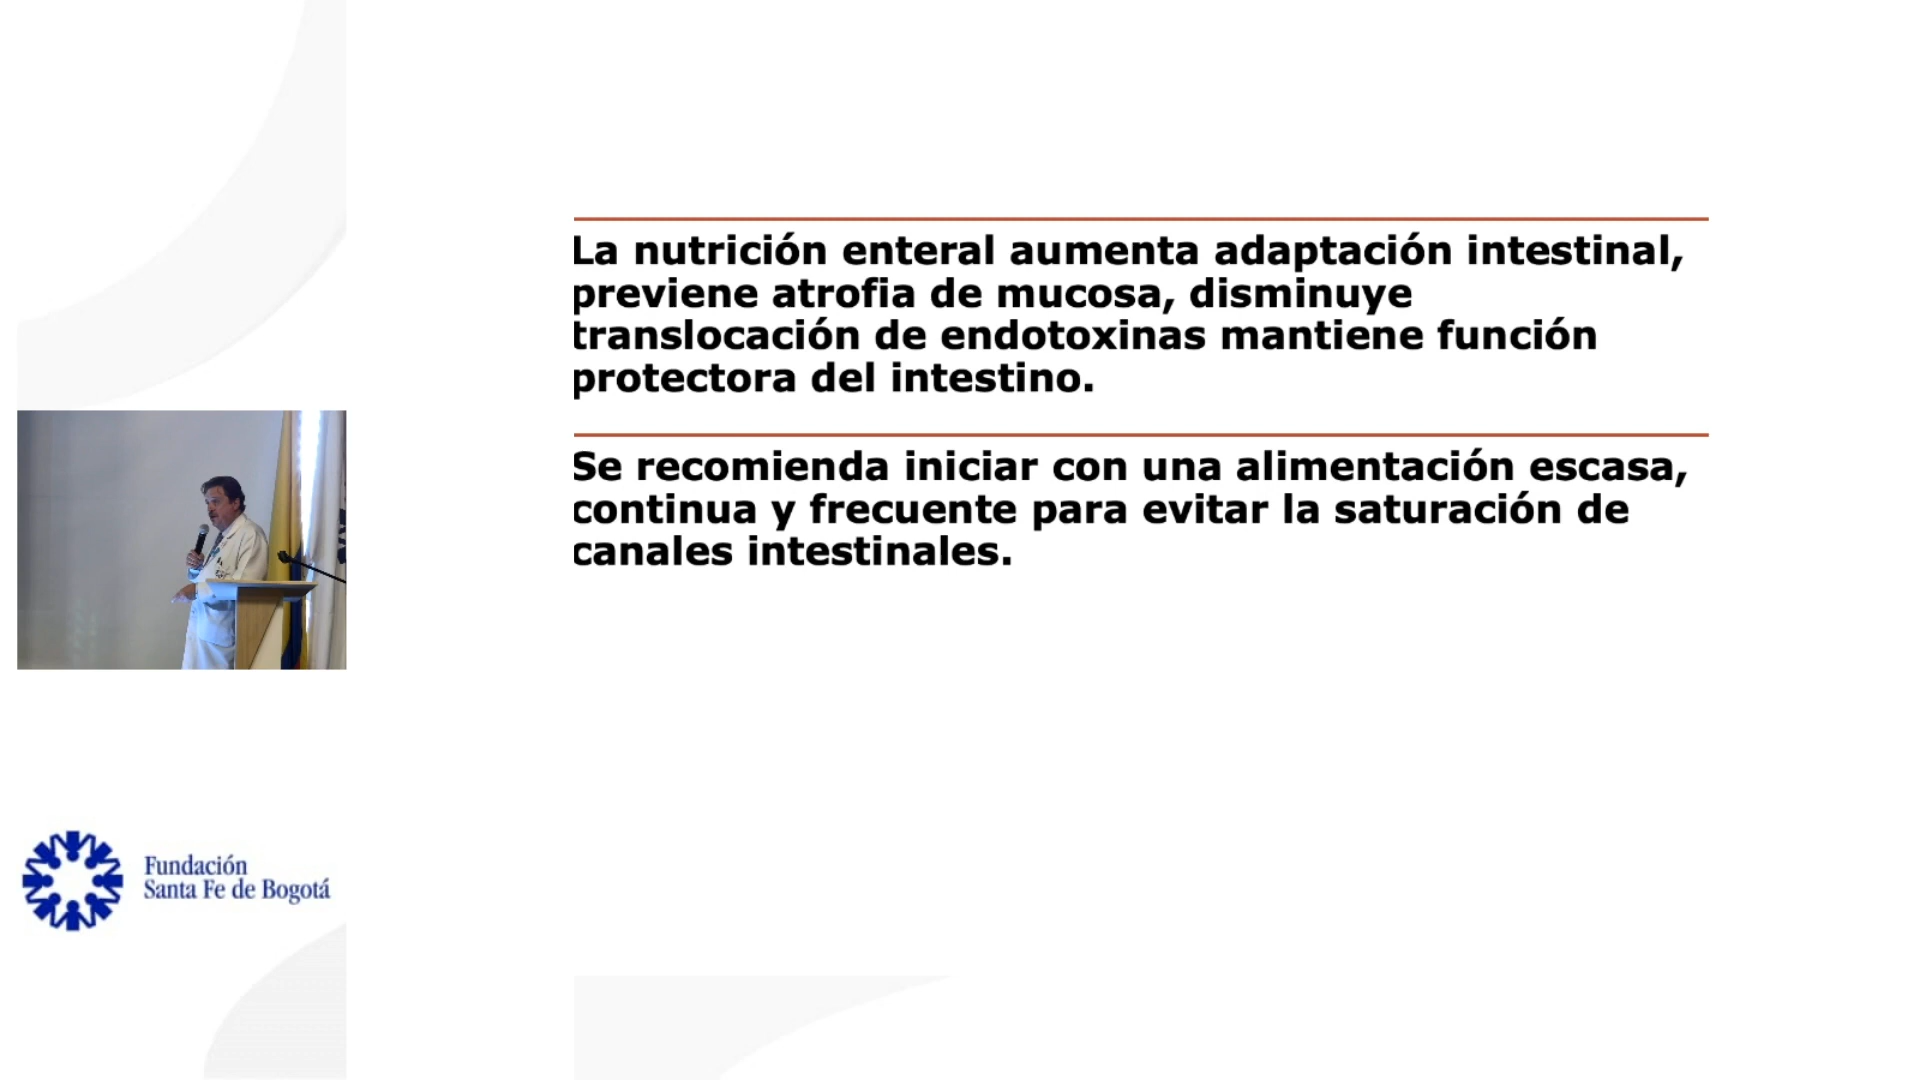 La nutrición enteral aumenta adaptación intestinal,
previene atrofia de mucosa, disminuye
translocación de endotoxinas mantiene función
protectora del intestino.
Se recomienda iniciar con una alimentación escasa,
continua y frecuente para evitar la saturación de
canales intestinales.
Fundación
Santa Fe de Bogotá